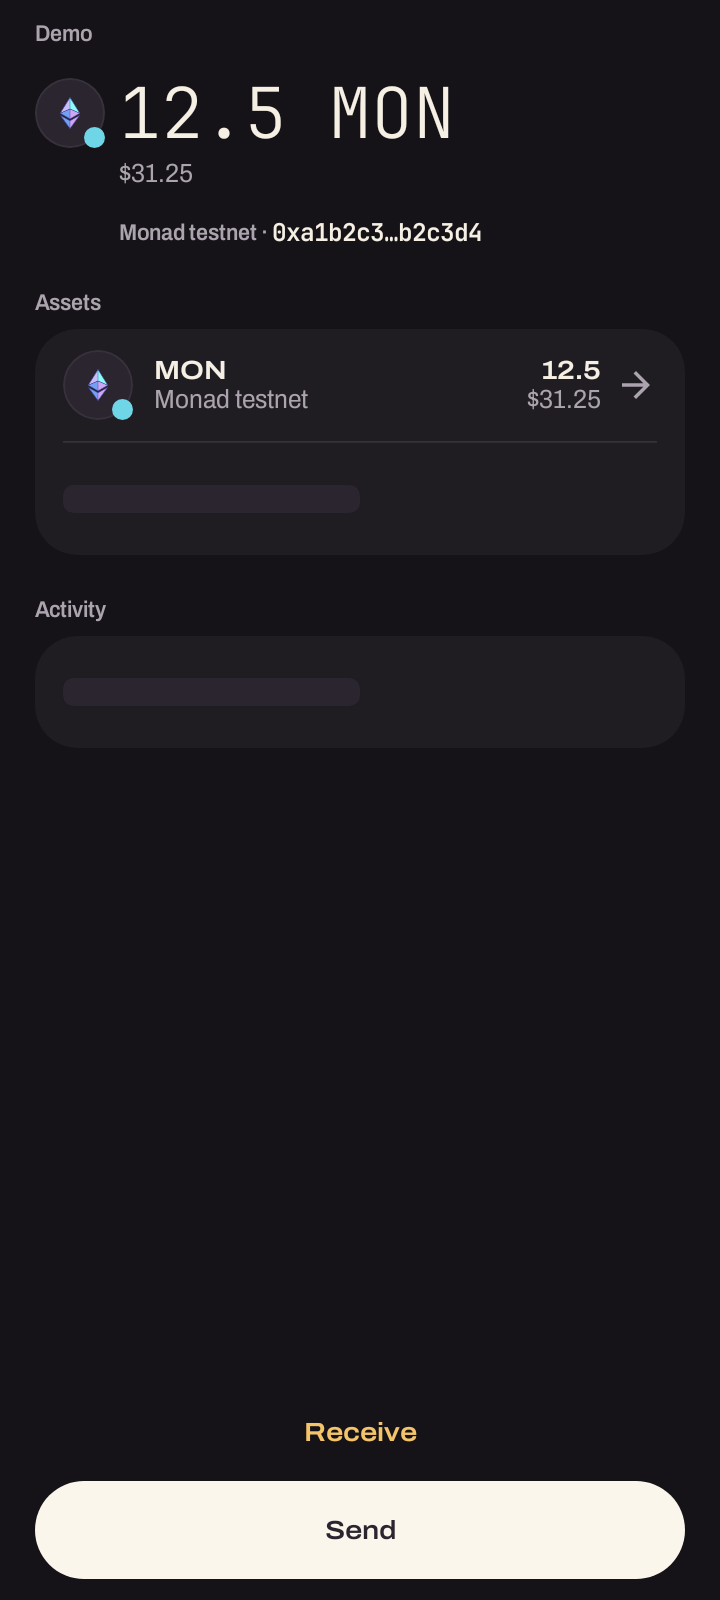 Demo
12.5 MON
$31.25
Monad testnet · 0xa1b2c3…b2c3d4
Assets
MON
12.5
Monad testnet
$31.25
Activity
Receive
Send